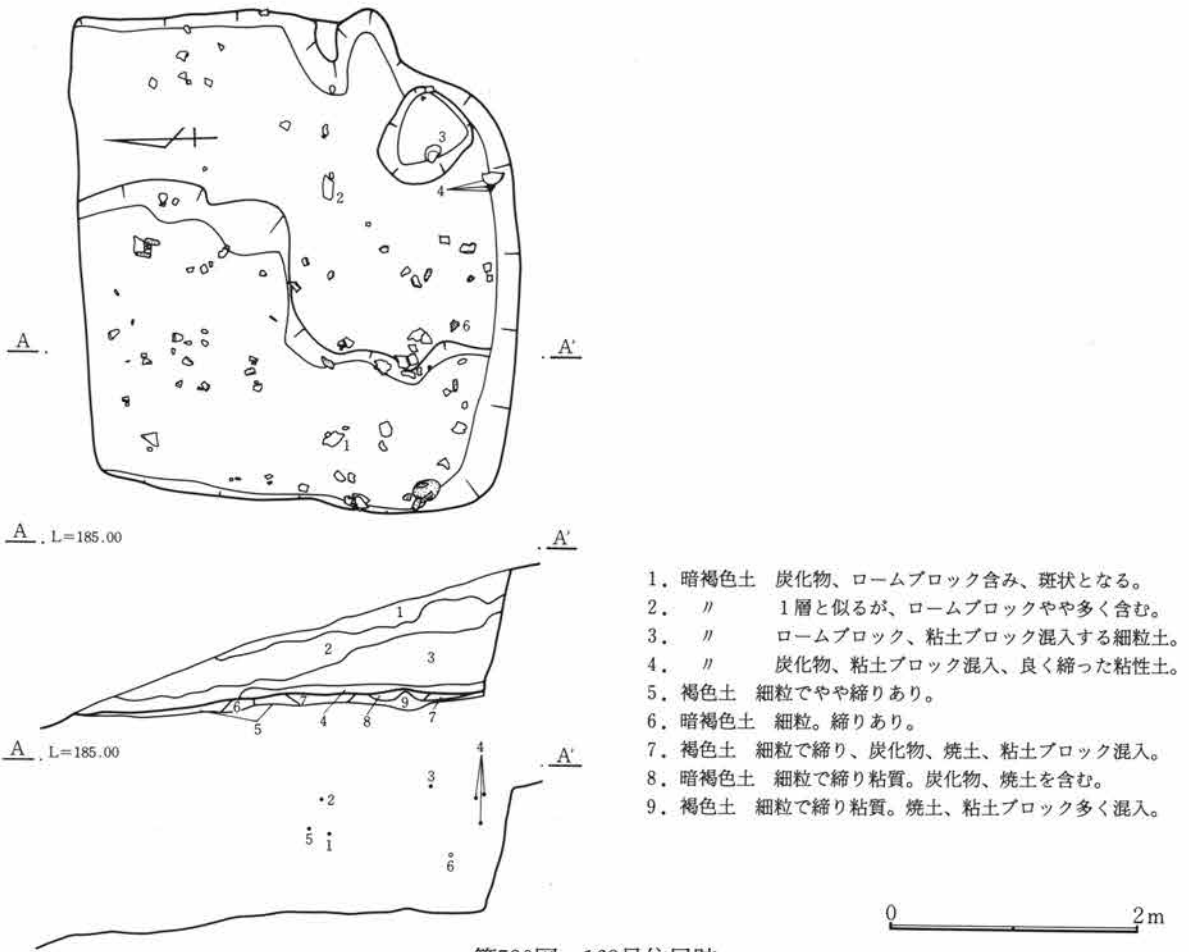 3
4
2
6
A . . A'
1
A . L=185.00 . A'
1
2
3
6 7 9
5 4 8 7
A . L=185.00 . A'
4
3
2
5 1
6
1．暗褐色土　炭化物、ロームブロック含み、斑状となる。
2．　〃　　　1層と似るが、ロームブロックやや多く含む。
3．　〃　　　ロームブロック、粘土ブロック混入する細粒土。
4．　〃　　　炭化物、粘土ブロック混入、良く締った粘性土。
5．褐色土　細粒でやや締りあり。
6．暗褐色土　細粒。締りあり。
7．褐色土　細粒で締り、炭化物、焼土、粘土ブロック混入。
8．暗褐色土　細粒で締り粘質。炭化物、焼土を含む。
9．褐色土　細粒で締り粘質。焼土、粘土ブロック多く混入。
0 2m